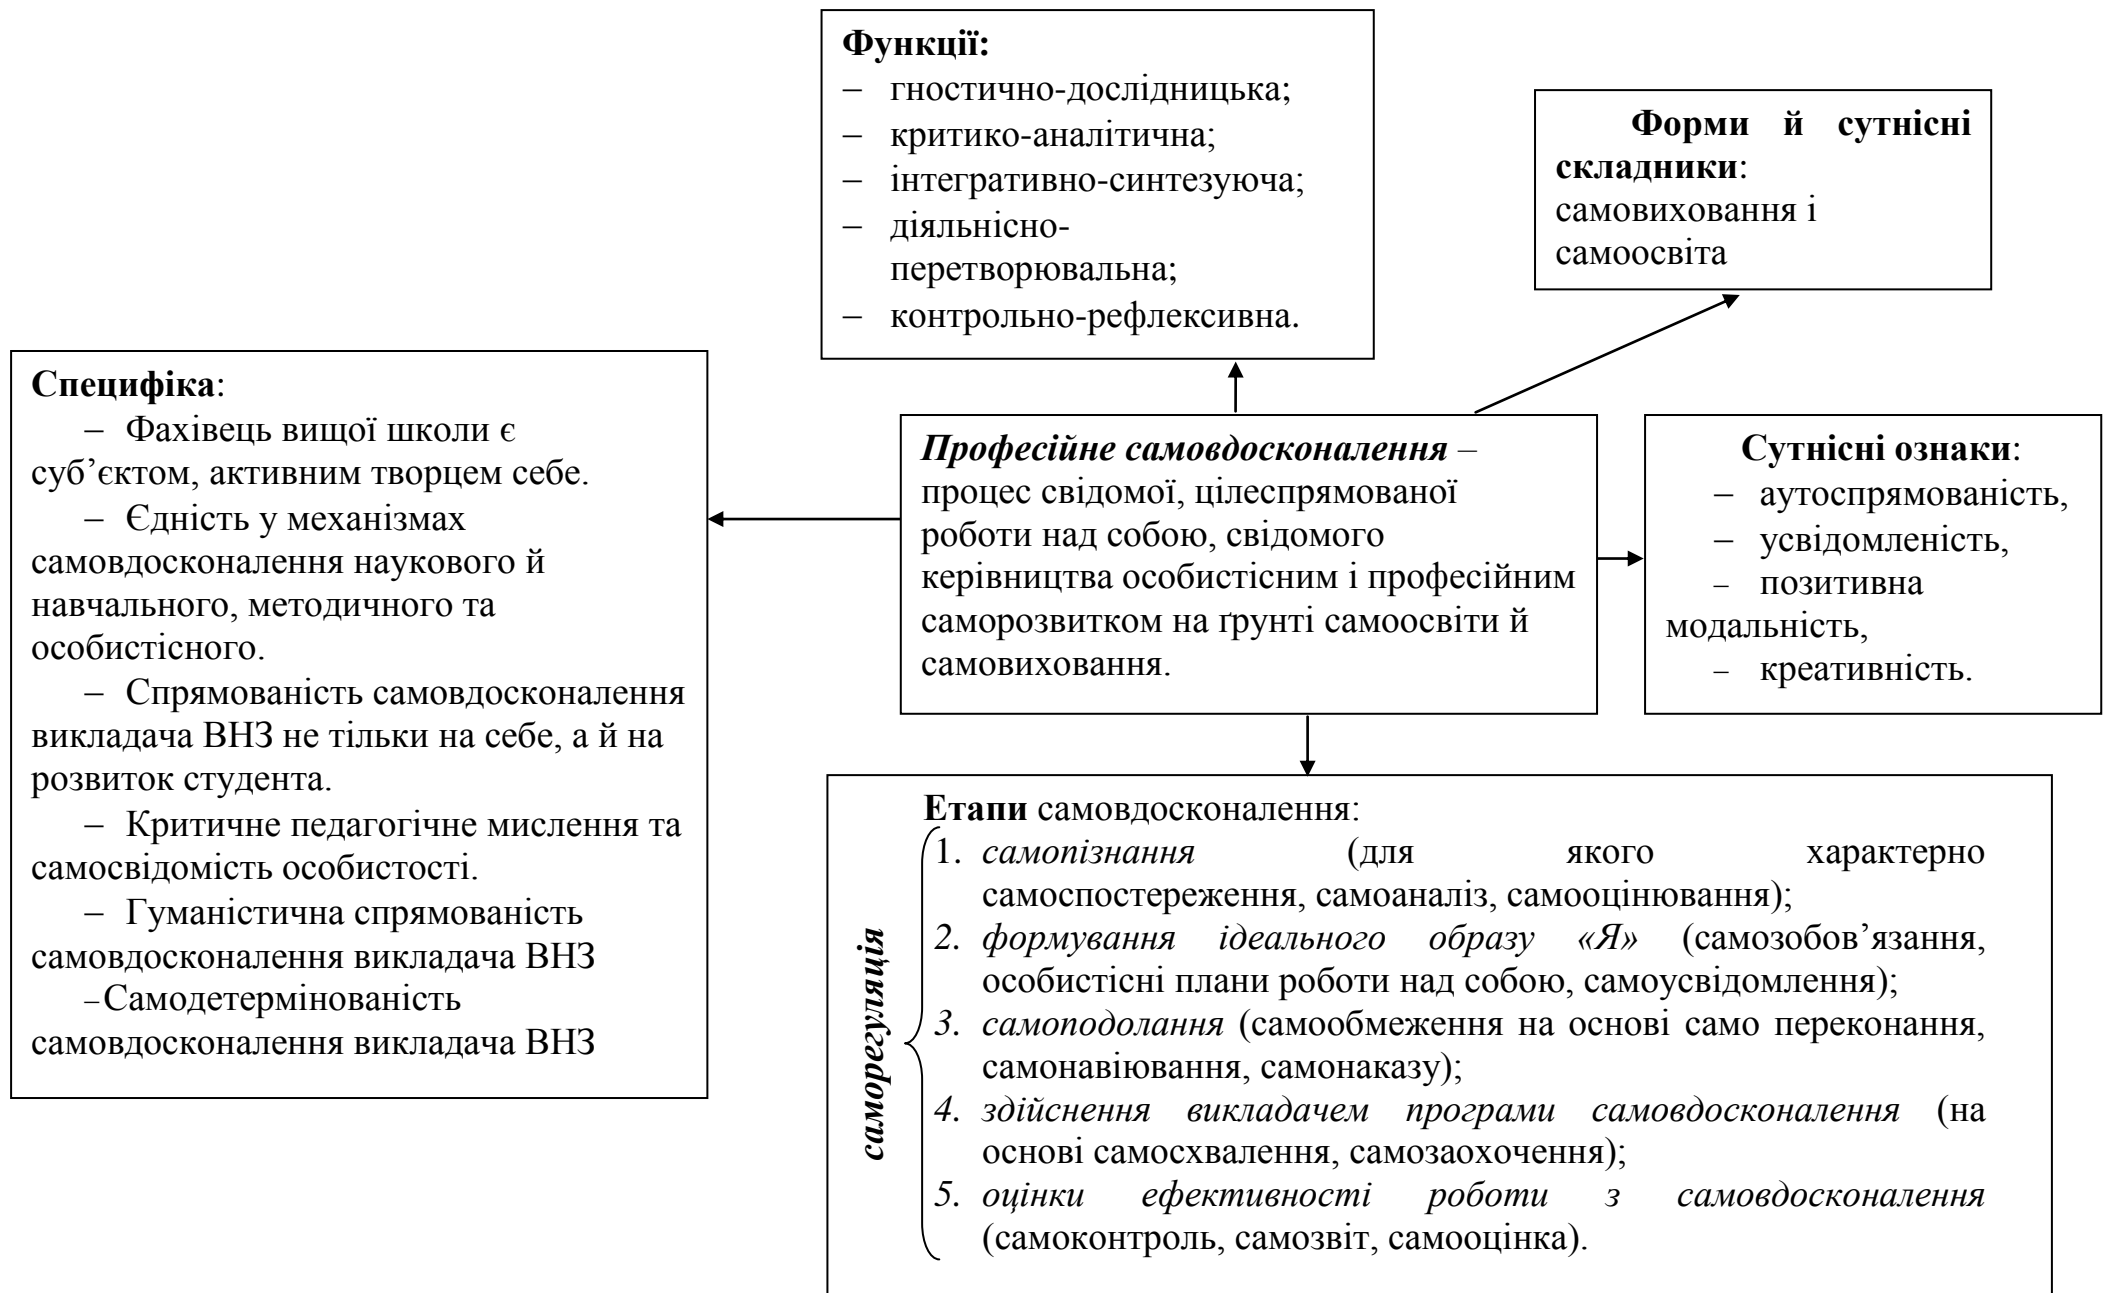 Функції:
– гностично-дослідницька;
– критико-аналітична;
– інтегративно-синтезуюча;
– діяльнісно-
перетворювальна;
– контрольно-рефлексивна.
Форми й сутнісні
складники:
самовиховання і
самоосвіта
Специфіка:
– Фахівець вищої школи є
суб’єктом, активним творцем себе.
– Єдність у механізмах
самовдосконалення наукового й
навчального, методичного та
особистісного.
– Спрямованість самовдосконалення
викладача ВНЗ не тільки на себе, а й на
розвиток студента.
– Критичне педагогічне мислення та
самосвідомість особистості.
– Гуманістична спрямованість
самовдосконалення викладача ВНЗ
–Самодетермінованість
самовдосконалення викладача ВНЗ
Професійне самовдосконалення –
процес свідомої, цілеспрямованої
роботи над собою, свідомого
керівництва особистісним і професійним
саморозвитком на ґрунті самоосвіти й
самовиховання.
Сутнісні ознаки:
– аутоспрямованість,
– усвідомленість,
– позитивна
модальність,
– креативність.
Етапи самовдосконалення:
1. самопізнання (для якого характерно
самоспостереження, самоаналіз, самооцінювання);
2. формування ідеального образу «Я» (самозобов’язання,
особистісні плани роботи над собою, самоусвідомлення);
3. самоподолання (самообмеження на основі само переконання,
самонавіювання, самонаказу);
4. здійснення викладачем програми самовдосконалення (на
основі самосхвалення, самозаохочення);
5. оцінки ефективності роботи з самовдосконалення
(самоконтроль, самозвіт, самооцінка).
саморегуляція